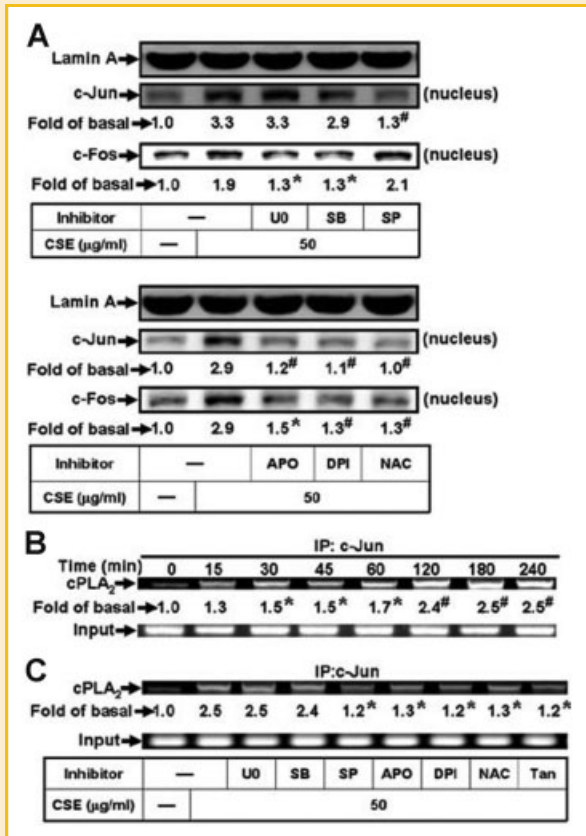 A
Lamin A
c-Jun (nucleus)
Fold of basal 1.0 3.3 3.3 2.9 1.3#
c-Fos (nucleus)
Fold of basal 1.0 1.9 1.3* 1.3* 2.1
Inhibitor — U0 SB SP
CSE (μg/ml) — 50
Lamin A
c-Jun (nucleus)
Fold of basal 1.0 2.9 1.2# 1.1# 1.0#
c-Fos (nucleus)
Fold of basal 1.0 2.9 1.5* 1.3# 1.3#
Inhibitor — APO DPI NAC
CSE (μg/ml) — 50
B
IP: c-Jun
Time (min) 0 15 30 45 60 120 180 240
cPLA2
Fold of basal 1.0 1.3 1.5* 1.5* 1.7* 2.4# 2.5# 2.5#
Input
C
IP:c-Jun
cPLA2
Fold of basal 1.0 2.5 2.5 2.4 1.2* 1.3* 1.2* 1.3* 1.2*
Input
Inhibitor — U0 SB SP APO DPI NAC Tan
CSE (μg/ml) — 50